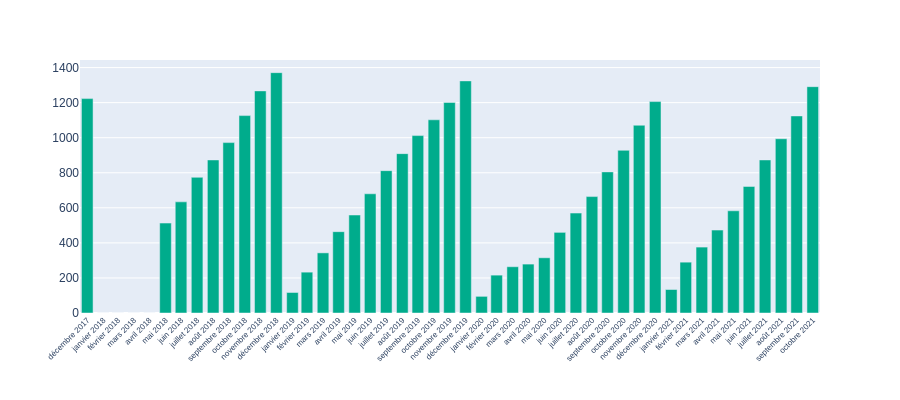 1400
1200
1000
800
600
400
200
0
décembre 2017
janvier 2018
février 2018
mars 2018
avril 2018
mai 2018
juin 2018
juillet 2018
août 2018
septembre 2018
octobre 2018
novembre 2018
décembre 2018
janvier 2019
février 2019
mars 2019
avril 2019
mai 2019
juin 2019
juillet 2019
août 2019
septembre 2019
octobre 2019
novembre 2019
décembre 2019
janvier 2020
février 2020
mars 2020
avril 2020
mai 2020
juin 2020
juillet 2020
août 2020
septembre 2020
octobre 2020
novembre 2020
décembre 2020
janvier 2021
février 2021
mars 2021
avril 2021
mai 2021
juin 2021
juillet 2021
août 2021
septembre 2021
octobre 2021